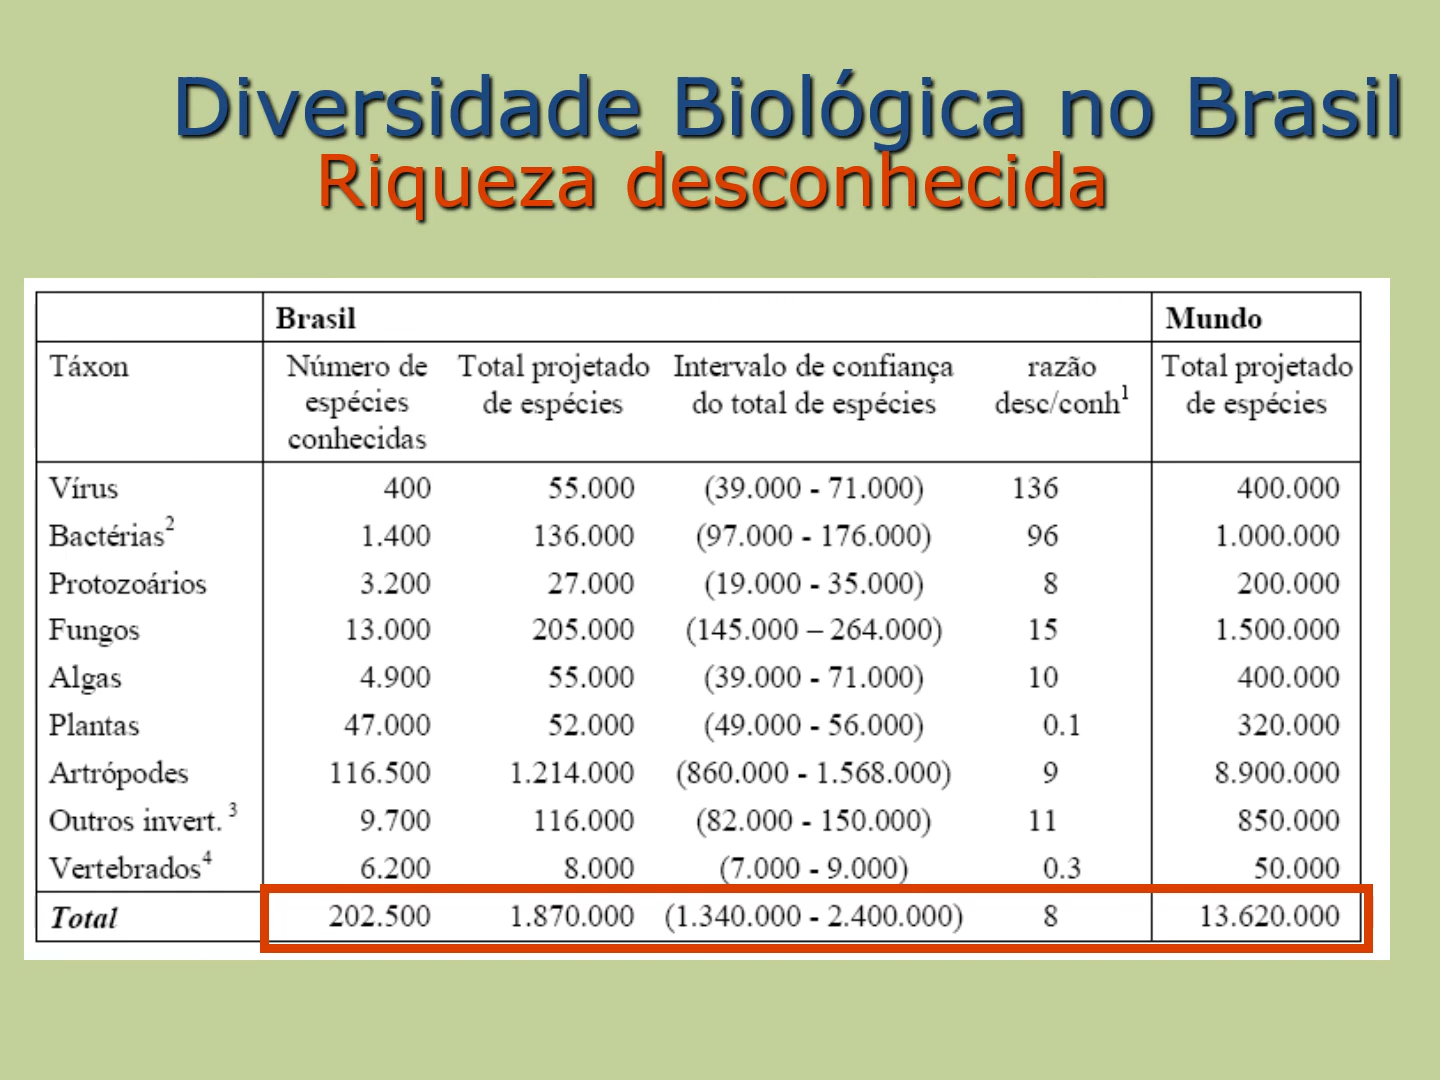 Diversidade Biológica no Brasil
Riqueza desconhecida
Brasil Mundo
Táxon Número de espécies conhecidas Total projetado de espécies Intervalo de confiança do total de espécies razão desc/conh¹ Total projetado de espécies
Vírus 400 55.000 (39.000 - 71.000) 136 400.000
Bactérias² 1.400 136.000 (97.000 - 176.000) 96 1.000.000
Protozoários 3.200 27.000 (19.000 - 35.000) 8 200.000
Fungos 13.000 205.000 (145.000 – 264.000) 15 1.500.000
Algas 4.900 55.000 (39.000 - 71.000) 10 400.000
Plantas 47.000 52.000 (49.000 - 56.000) 0.1 320.000
Artrópodes 116.500 1.214.000 (860.000 - 1.568.000) 9 8.900.000
Outros invert. ³ 9.700 116.000 (82.000 - 150.000) 11 850.000
Vertebrados⁴ 6.200 8.000 (7.000 - 9.000) 0.3 50.000
Total 202.500 1.870.000 (1.340.000 - 2.400.000) 8 13.620.000